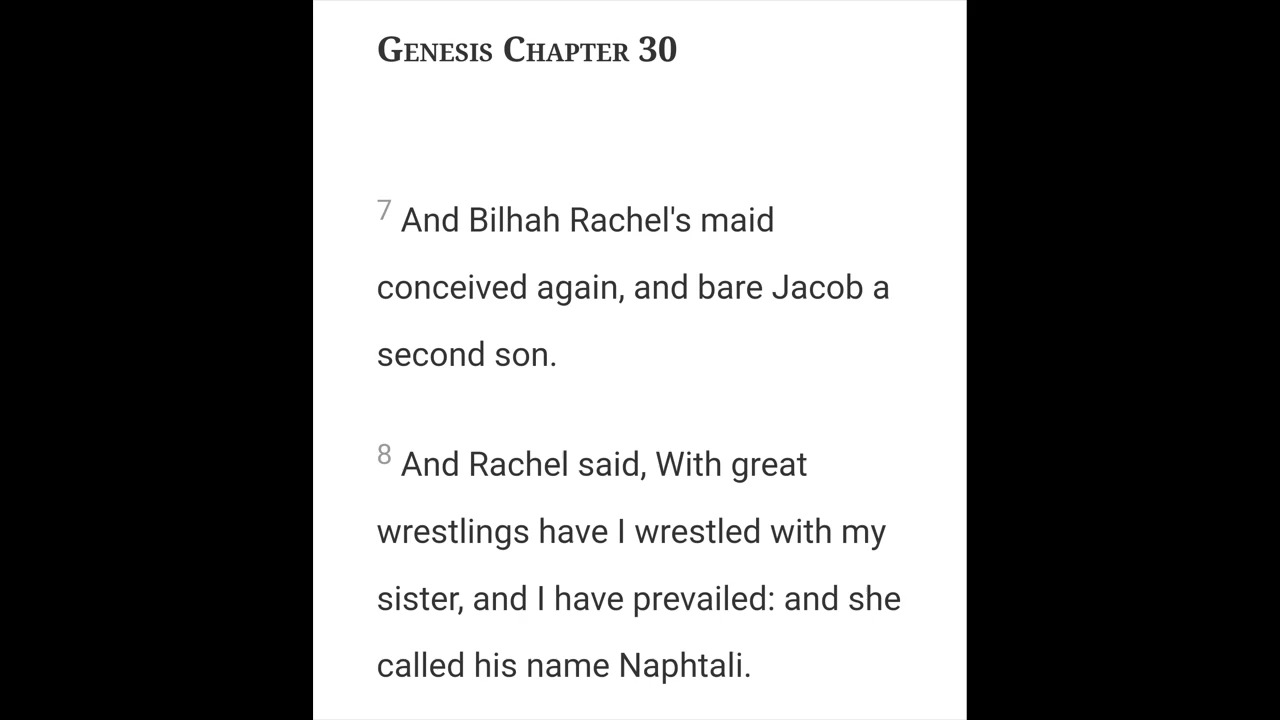 Genesis Chapter 30
7 And Bilhah Rachel's maid
conceived again, and bare Jacob a
second son.
8 And Rachel said, With great
wrestlings have I wrestled with my
sister, and I have prevailed: and she
called his name Naphtali.